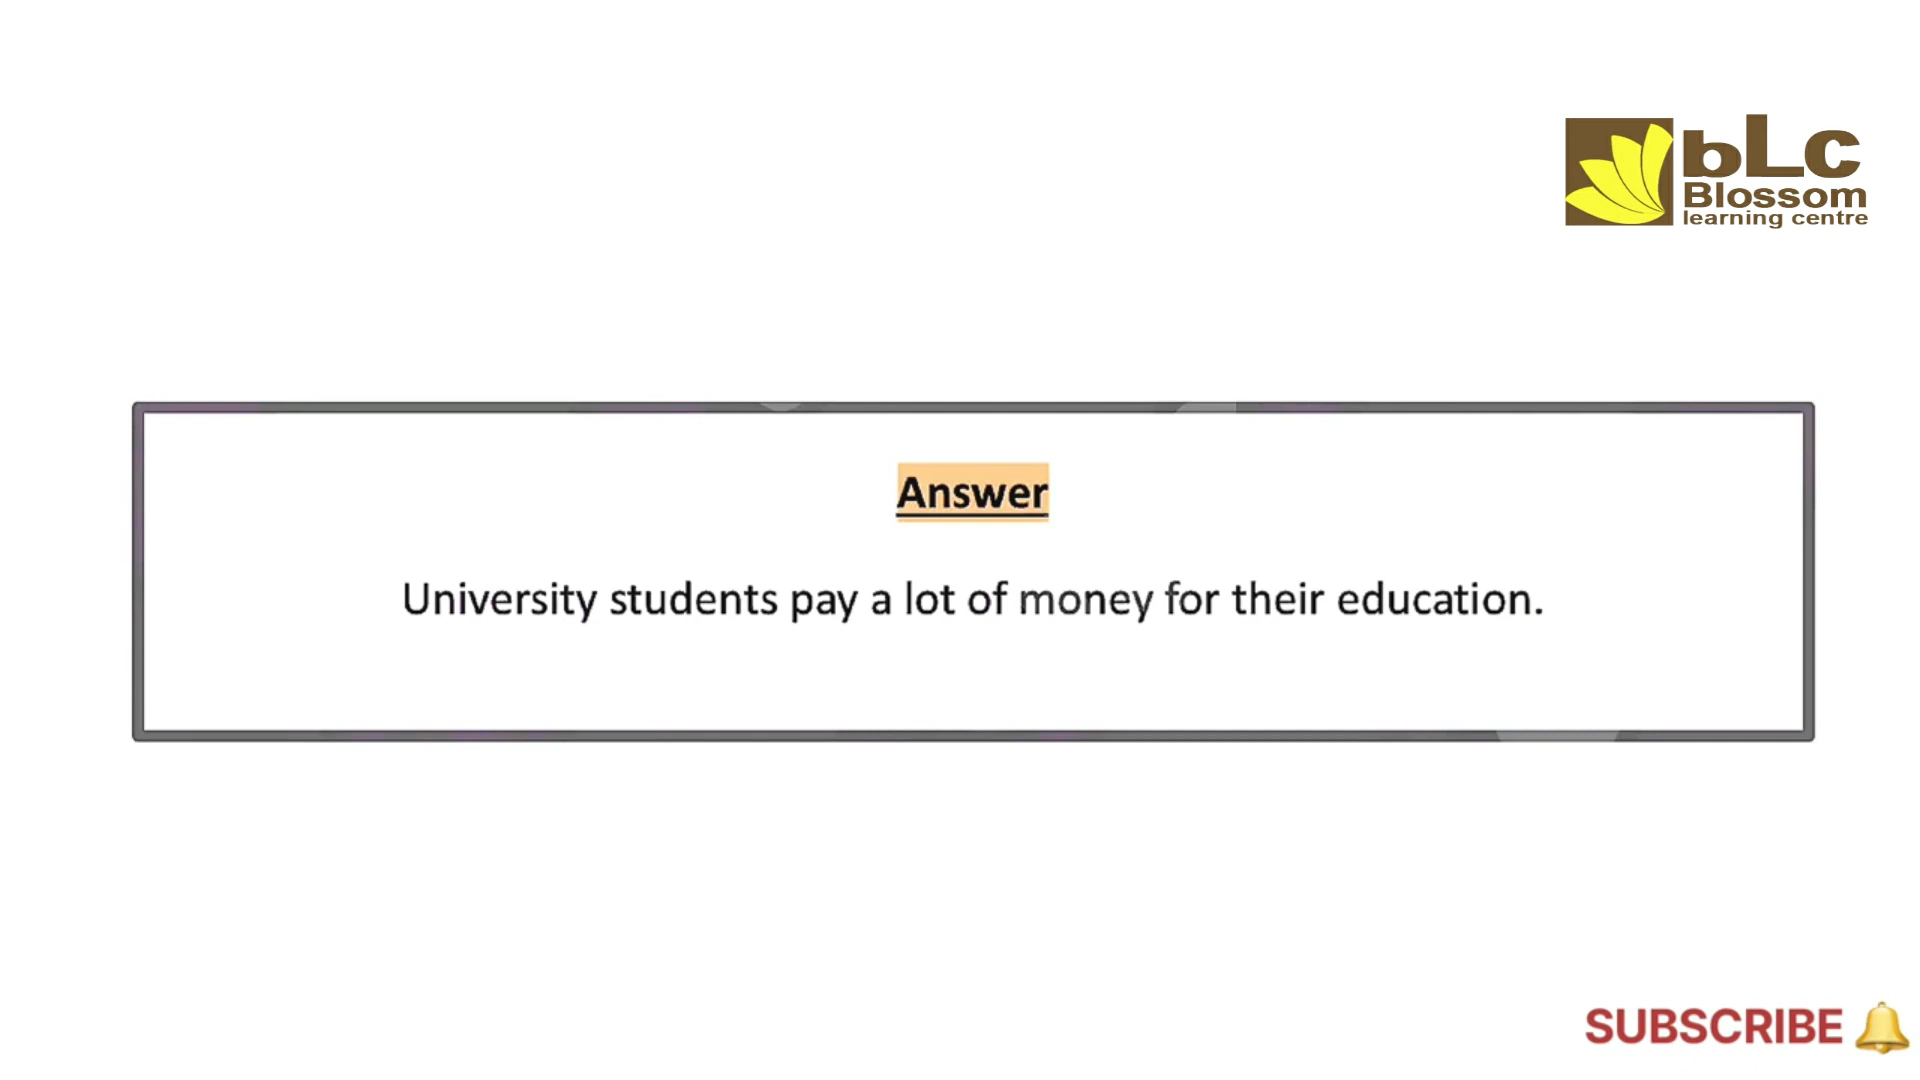 bLc
Blossom
learning centre
Answer
University students pay a lot of money for their education.
SUBSCRIBE